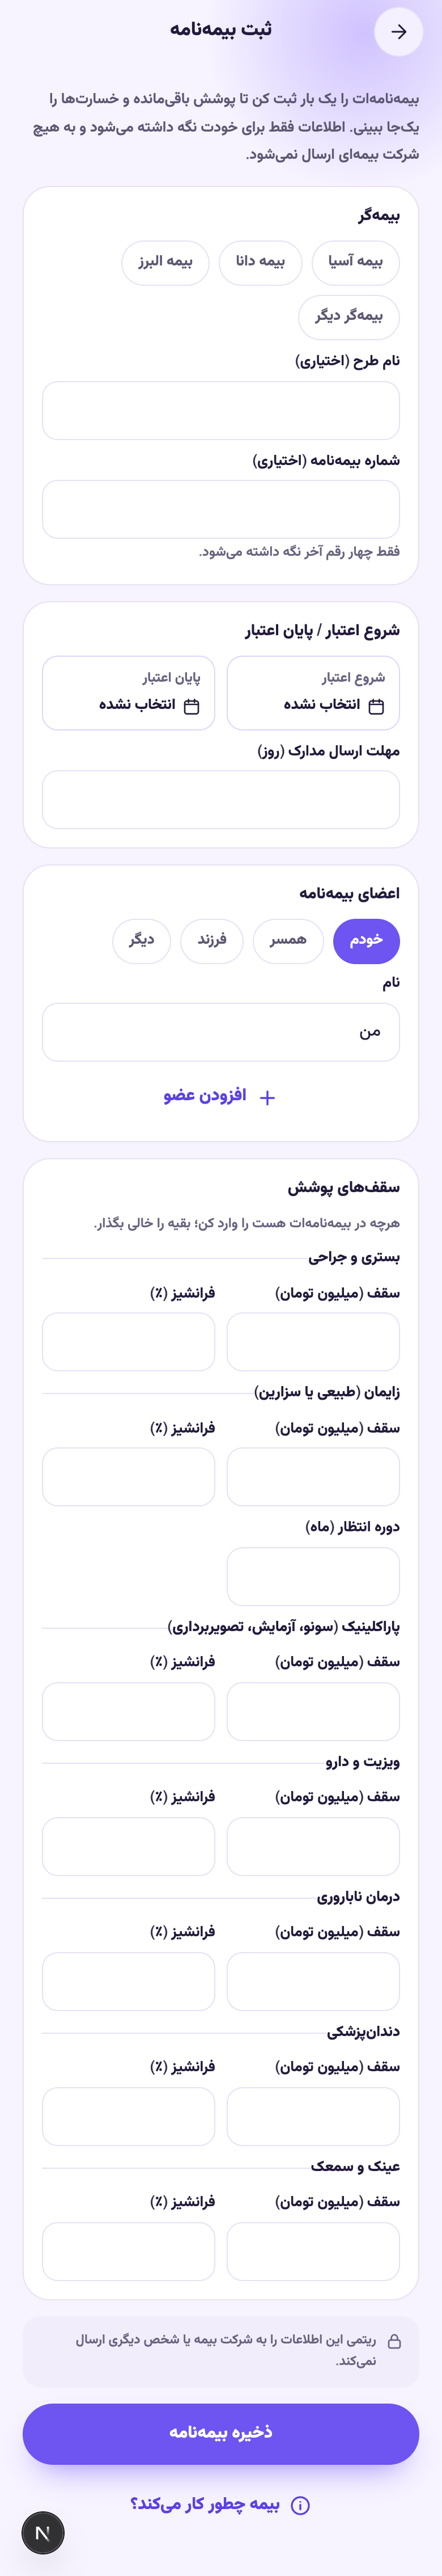 ثبت بیمه‌نامه
بیمه‌نامه‌ات را یک بار ثبت کن تا پوشش باقی‌مانده و خسارت‌ها را
یک‌جا ببینی. اطلاعات فقط برای خودت نگه داشته می‌شود و به هیچ
شرکت بیمه‌ای ارسال نمی‌شود.
بیمه‌گر
بیمه آسیا بیمه دانا بیمه البرز
بیمه‌گر دیگر
نام طرح (اختیاری)
شماره بیمه‌نامه (اختیاری)
فقط چهار رقم آخر نگه داشته می‌شود.
شروع اعتبار / پایان اعتبار
شروع اعتبار پایان اعتبار
انتخاب نشده انتخاب نشده
مهلت ارسال مدارک (روز)
اعضای بیمه‌نامه
خودم همسر فرزند دیگر
نام
من
افزودن عضو
سقف‌های پوشش
هرچه در بیمه‌نامه‌ات هست را وارد کن؛ بقیه را خالی بگذار.
بستری و جراحی
سقف (میلیون تومان) فرانشیز (٪)
زایمان (طبیعی یا سزارین)
سقف (میلیون تومان) فرانشیز (٪)
دوره انتظار (ماه)
پاراکلینیک (سونو، آزمایش، تصویربرداری)
سقف (میلیون تومان) فرانشیز (٪)
ویزیت و دارو
سقف (میلیون تومان) فرانشیز (٪)
درمان ناباروری
سقف (میلیون تومان) فرانشیز (٪)
دندان‌پزشکی
سقف (میلیون تومان) فرانشیز (٪)
عینک و سمعک
سقف (میلیون تومان) فرانشیز (٪)
ریتمی این اطلاعات را به شرکت بیمه یا شخص دیگری ارسال
نمی‌کند.
ذخیره بیمه‌نامه
بیمه چطور کار می‌کند؟
N